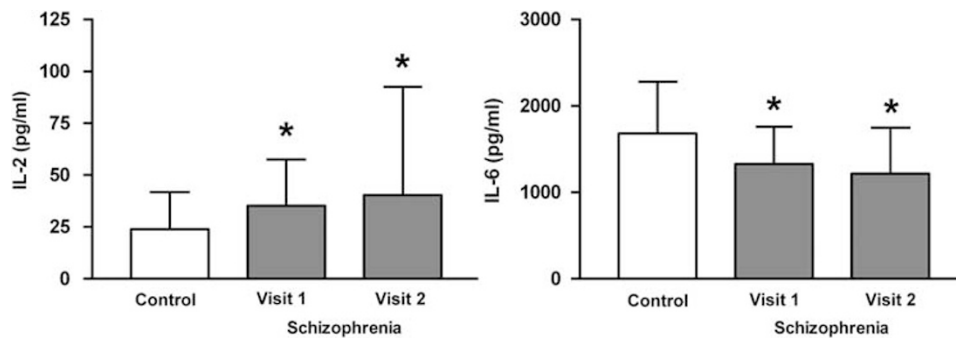 IL-2 (pg/ml)
125
100
75
50
25
0
*
*
Control
Visit 1
Visit 2
Schizophrenia
IL-6 (pg/ml)
3000
2000
1000
0
*
*
Control
Visit 1
Visit 2
Schizophrenia